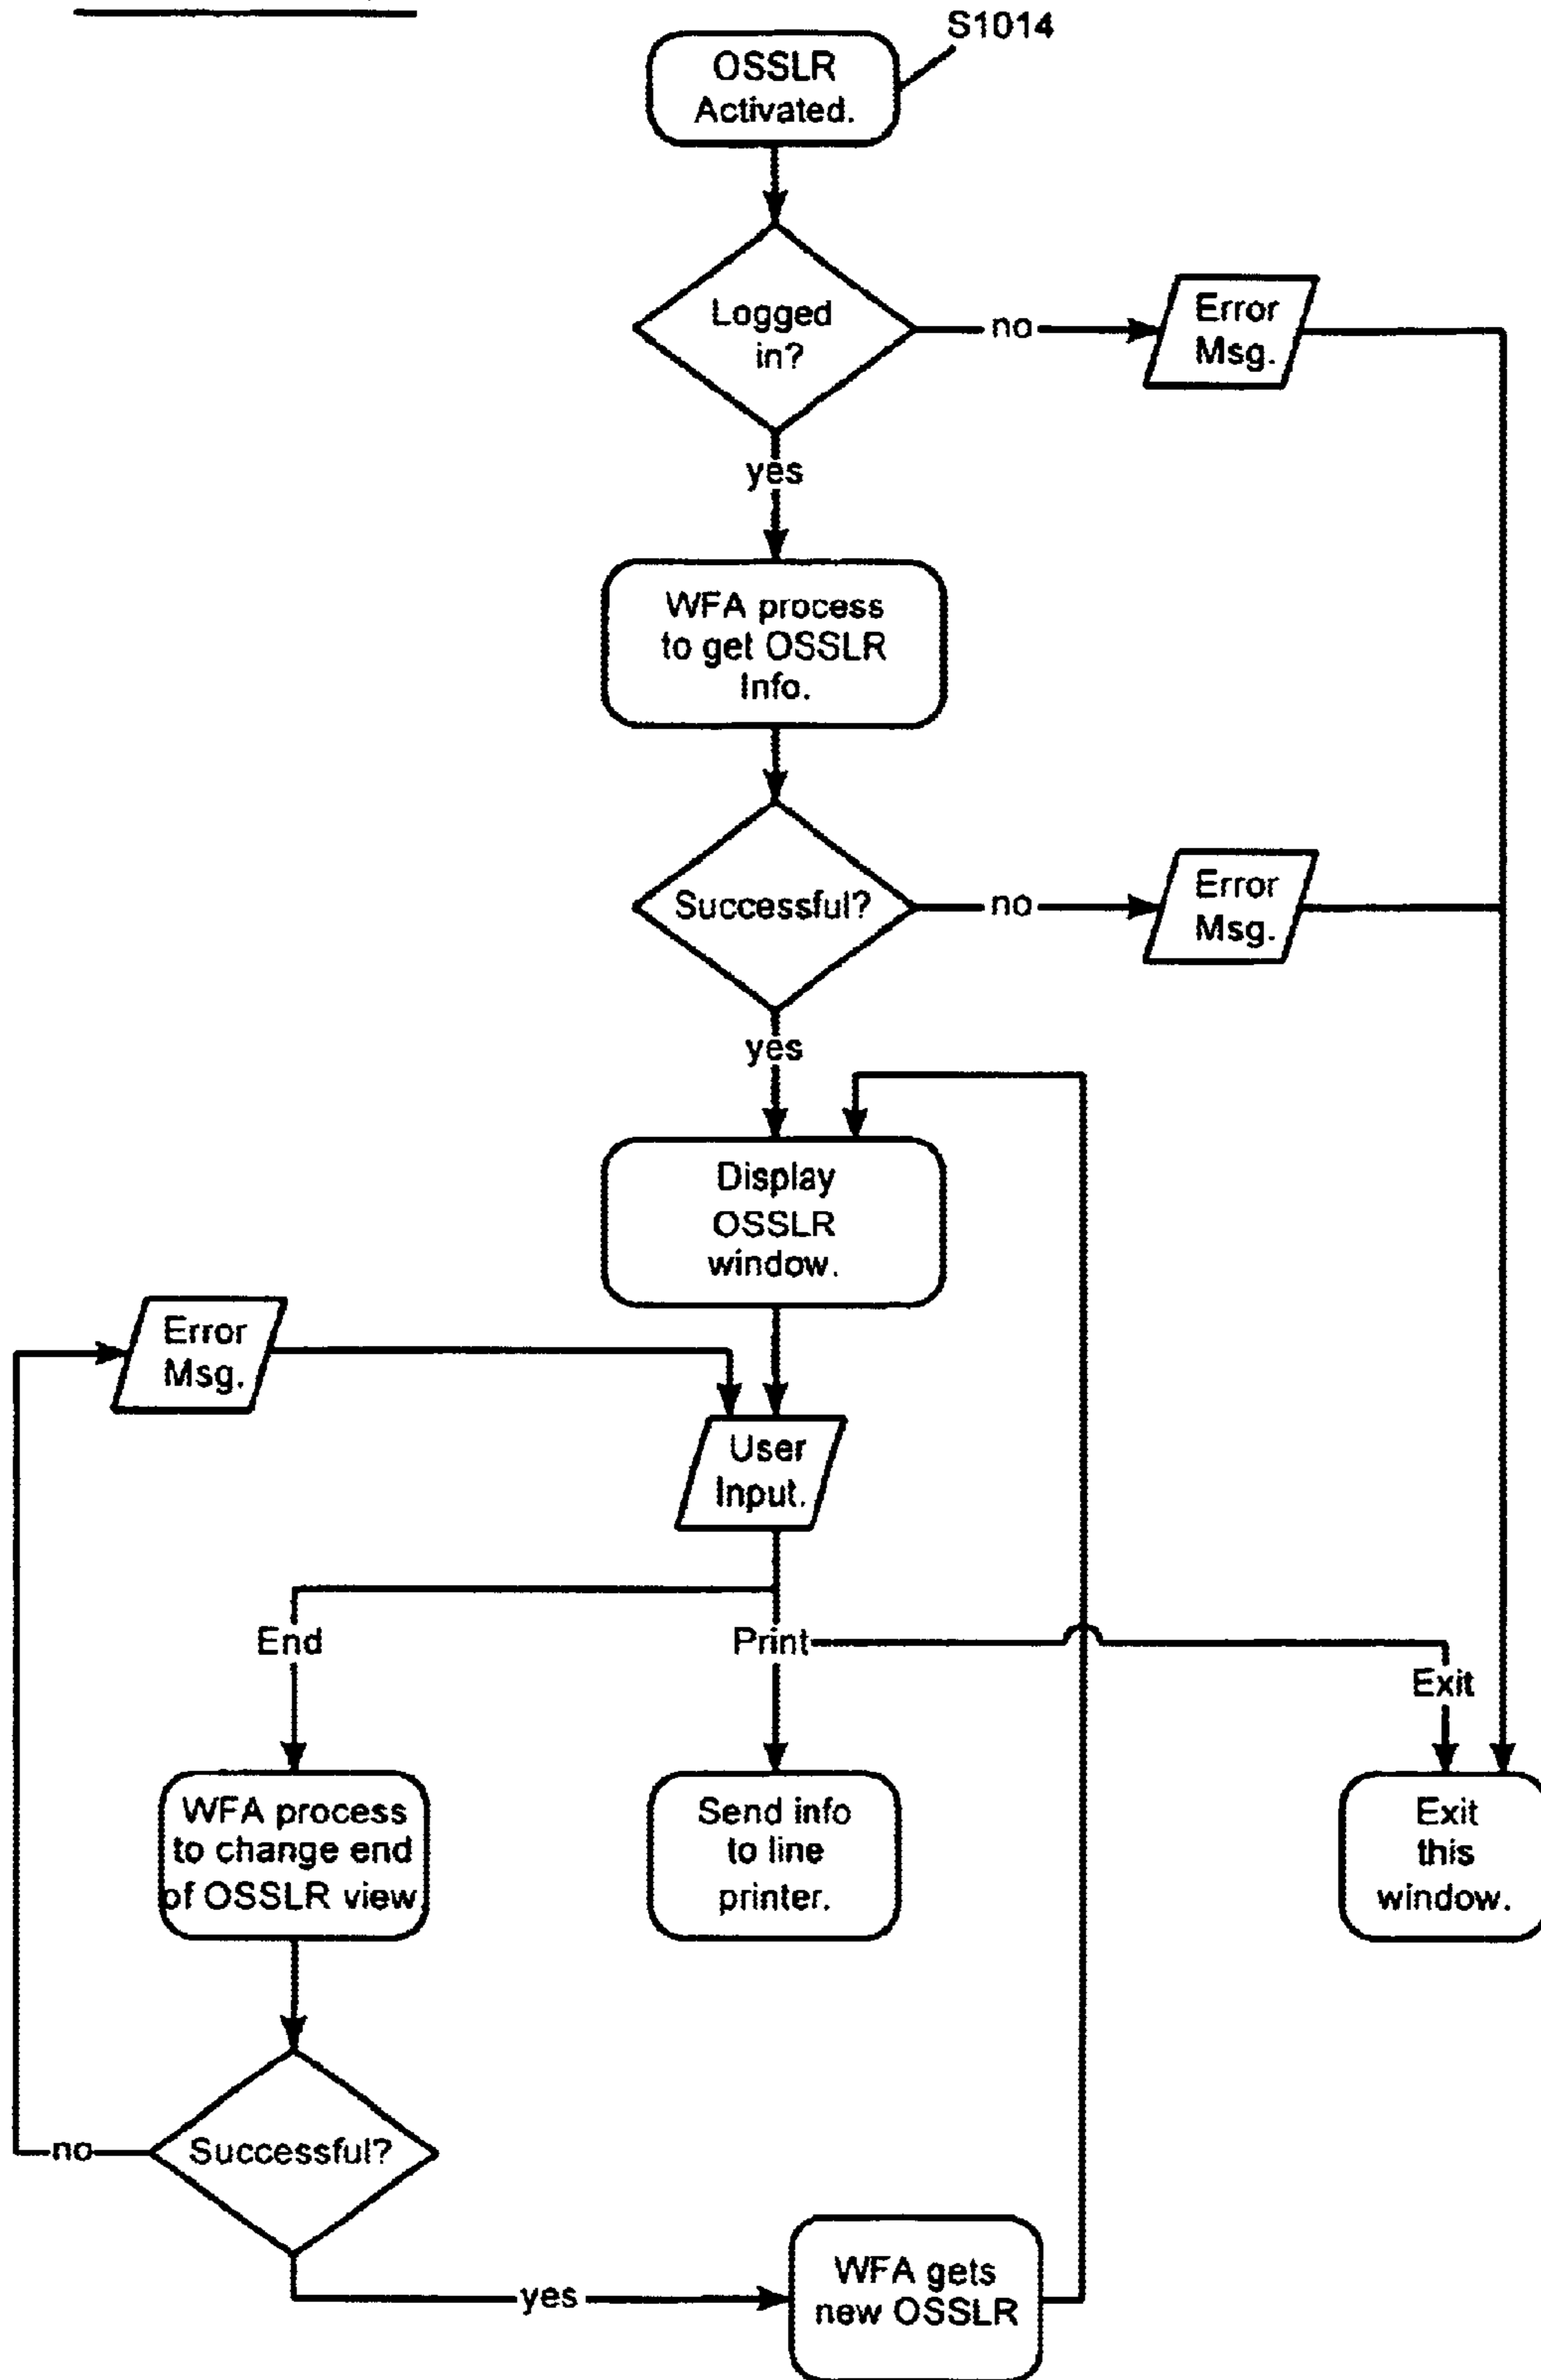 S1014
OSSLR
Activated.
Logged
in?
no
Error
Msg.
yes
WFA process
to get OSSLR
Info.
Successful?
no
Error
Msg.
yes
Display
OSSLR
window.
Error
Msg.
User
Input.
End
Print
Exit
WFA process
to change end
of OSSLR view.
Send info
to line
printer.
Exit
this
window.
Successful?
no
yes
WFA gets
new OSSLR